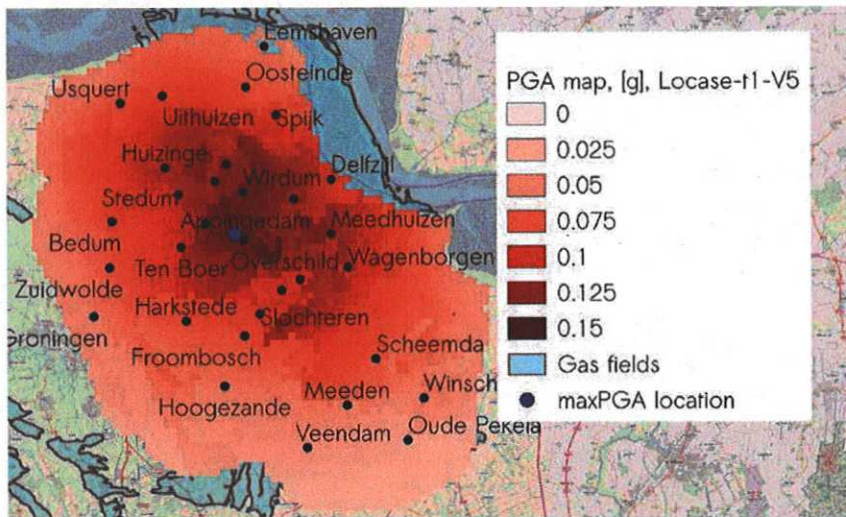 Eemshaven
Oosteinde
Usquert
Uithuizen
Spijk
Huizinge
Delfzijl
Wirdum
Stedum
Appingedam
Meedhuizen
Bedum
Ten Boer
Overschild
Wagenborgen
Zuidwolde
Harkstede
Slochteren
Groningen
Froombosch
Scheemda
Hoogezande
Meeden
Winsch
Veendam
Oude Pekela
PGA map, [g], Locase-t1-V5
0
0.025
0.05
0.075
0.1
0.125
0.15
Gas fields
maxPGA location